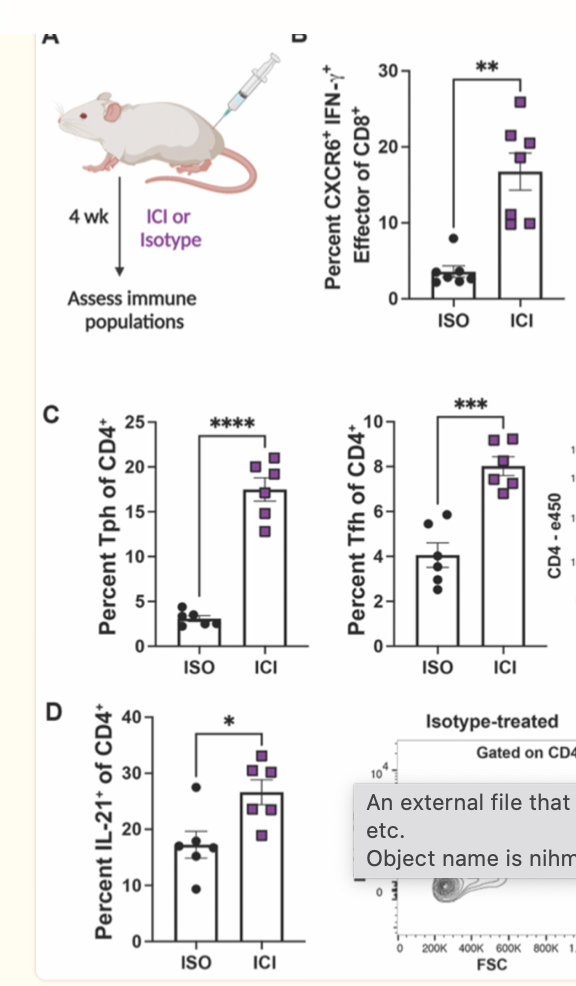 A
4 wk
ICI or
Isotype
Assess immune
populations
B
Percent CXCR6⁺ IFN-γ⁺
Effector of CD8⁺
30
20
10
0
**
ISO
ICI
C
Percent Tph of CD4⁺
25
20
15
10
5
0
****
ISO
ICI
Percent Tfh of CD4⁺
10
8
6
4
2
0
***
ISO
ICI
CD4 - e450
D
Percent IL-21⁺ of CD4⁺
40
30
20
10
0
*
ISO
ICI
Isotype-treated
Gated on CD4
10⁴
An external file that
etc.
Object name is nihm
0
0
200K
400K
600K
800K
1.
FSC